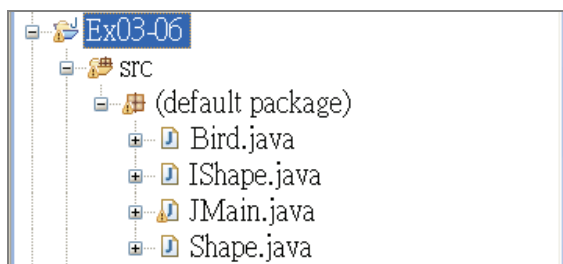 Ex03-06
src
(default package)
Bird.java
IShape.java
JMain.java
Shape.java